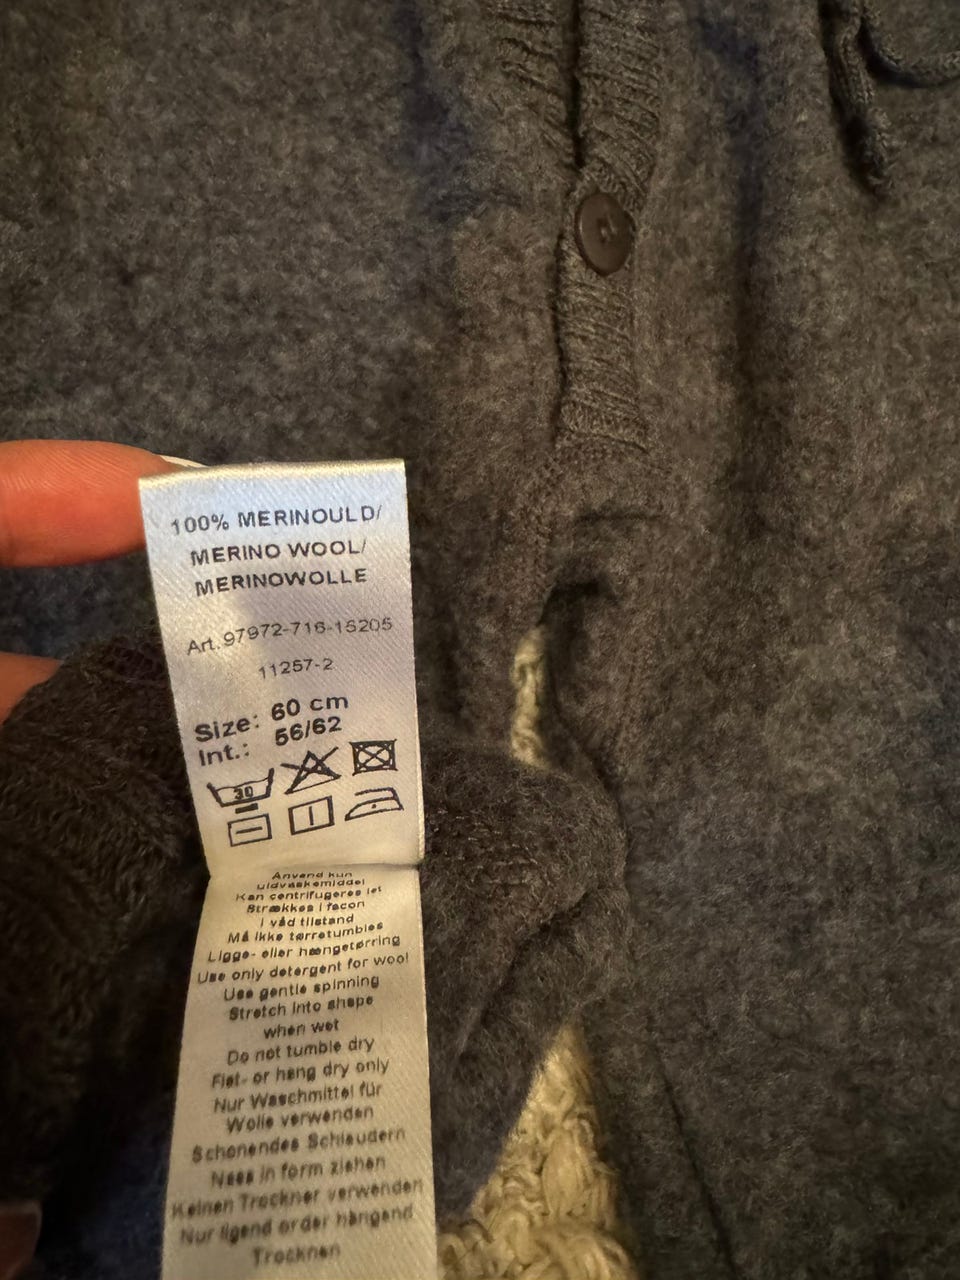 100% MERINOULD/
MERINO WOOL/
MERINOWOLLE
Art.97972-716-15205
11257-2
Size: 60 cm
Int.: 56/62
30
Anvend kun
uldvaskemiddel
Kan centrifugeres let
Strækkes i facon
i våd tilstand
Må ikke tørretumbles
Ligge- eller hængetørring
Use only detergent for wool
Use gentle spinning
Stretch into shape
when wet
Do not tumble dry
Flat- or hang dry only
Nur Waschmittel für
Wolle verwenden
Schonendes Schleudern
Nass in form ziehen
Keinen Trockner verwenden
Nur ligend order hängend
Trocknen